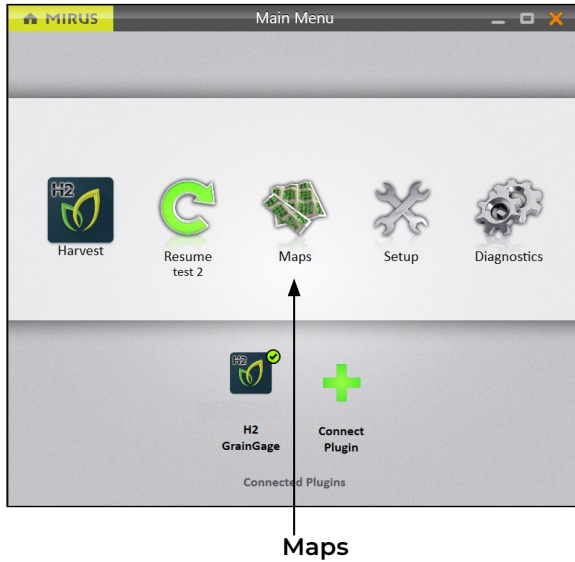 MIRUS
Main Menu
H2
Harvest
Resume
test 2
Maps
Setup
Diagnostics
H2
H2
GrainGage
Connect
Plugin
Connected Plugins
Maps